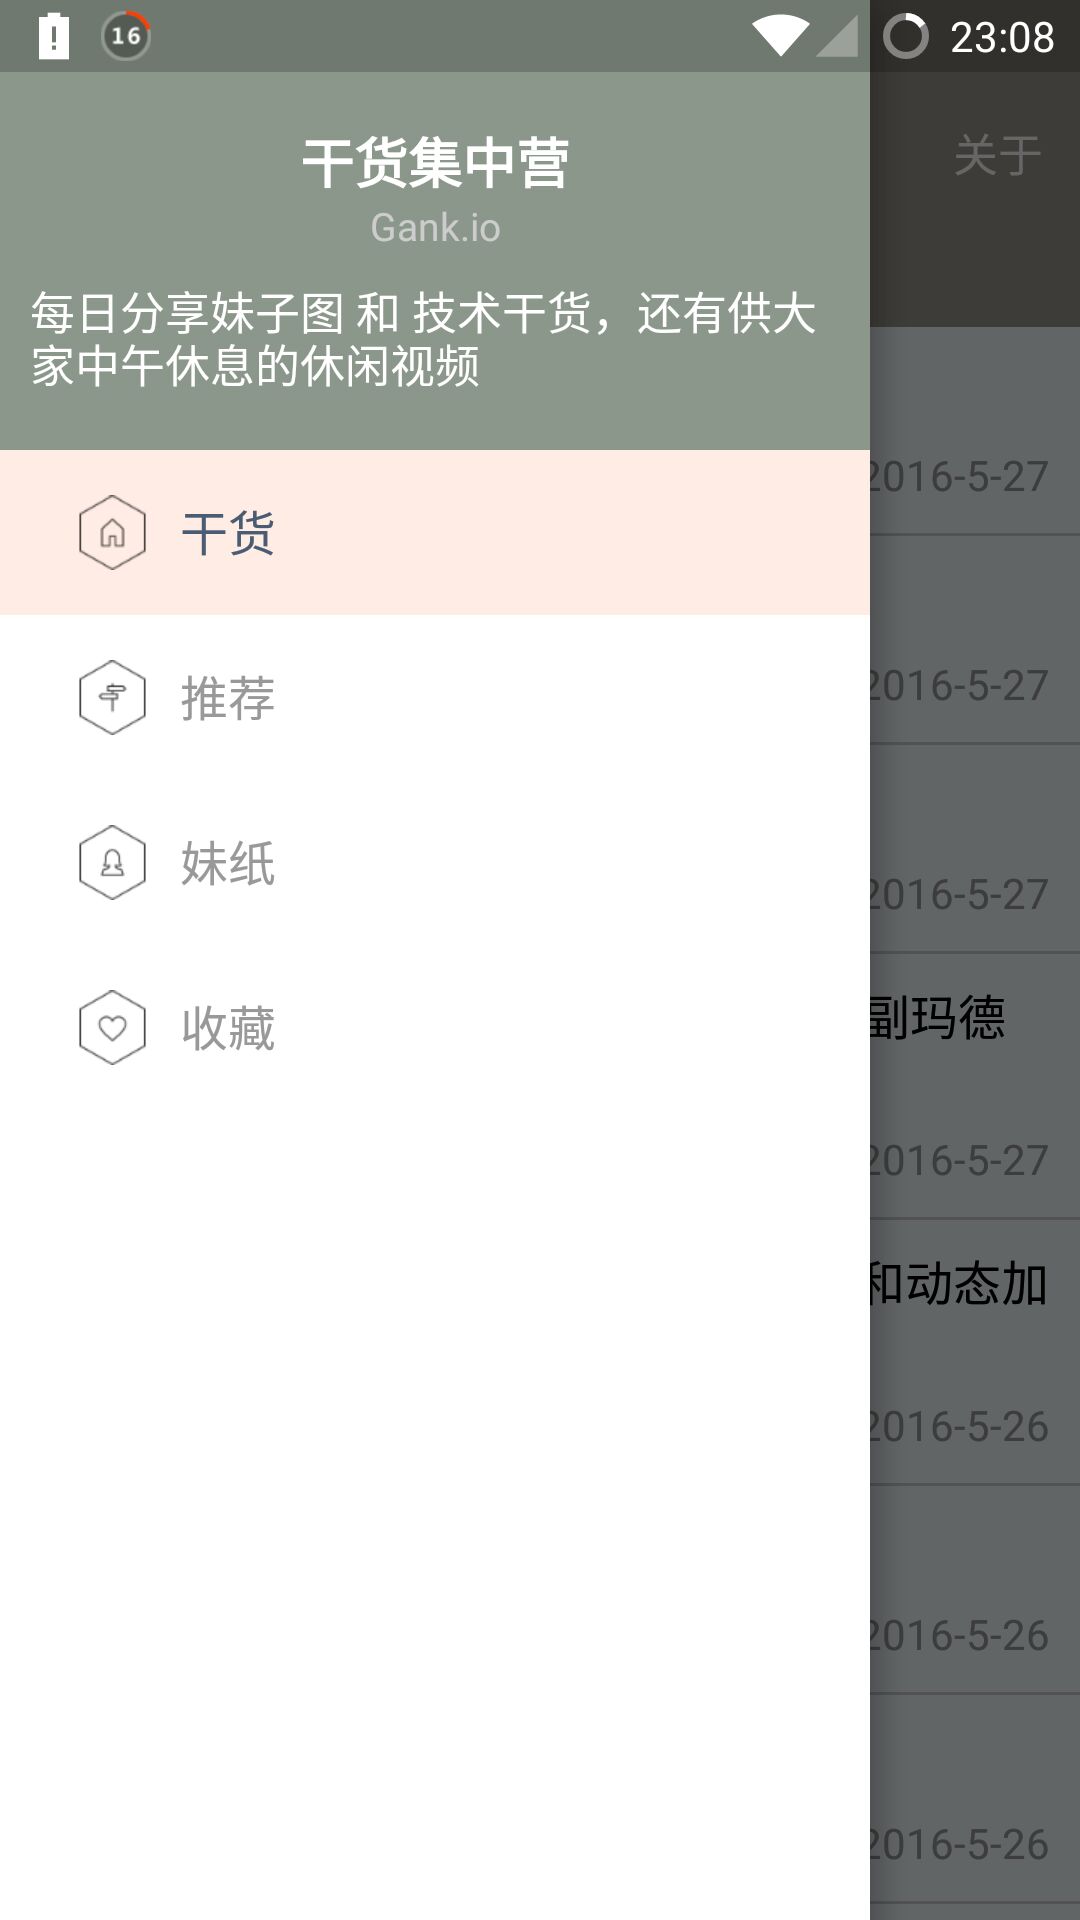 16
23:08
关于
干货集中营
Gank.io
每日分享妹子图 和 技术干货，还有供大
家中午休息的休闲视频
干货
推荐
妹纸
收藏
2016-5-27
2016-5-27
2016-5-27
副玛德
2016-5-27
和动态加
2016-5-26
2016-5-26
2016-5-26